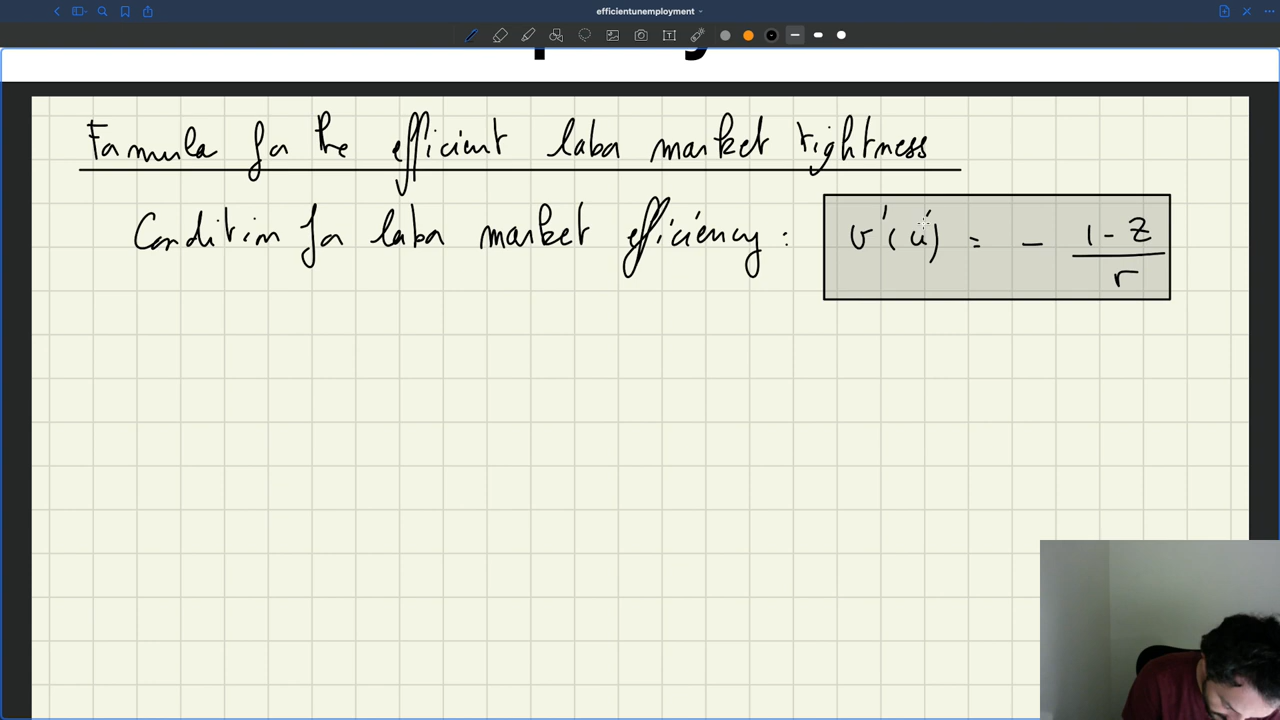 efficientunemployment
Formula for the efficient labor market tightness
Condition for labor market efficiency : v'(u) = - (1 - z) / r